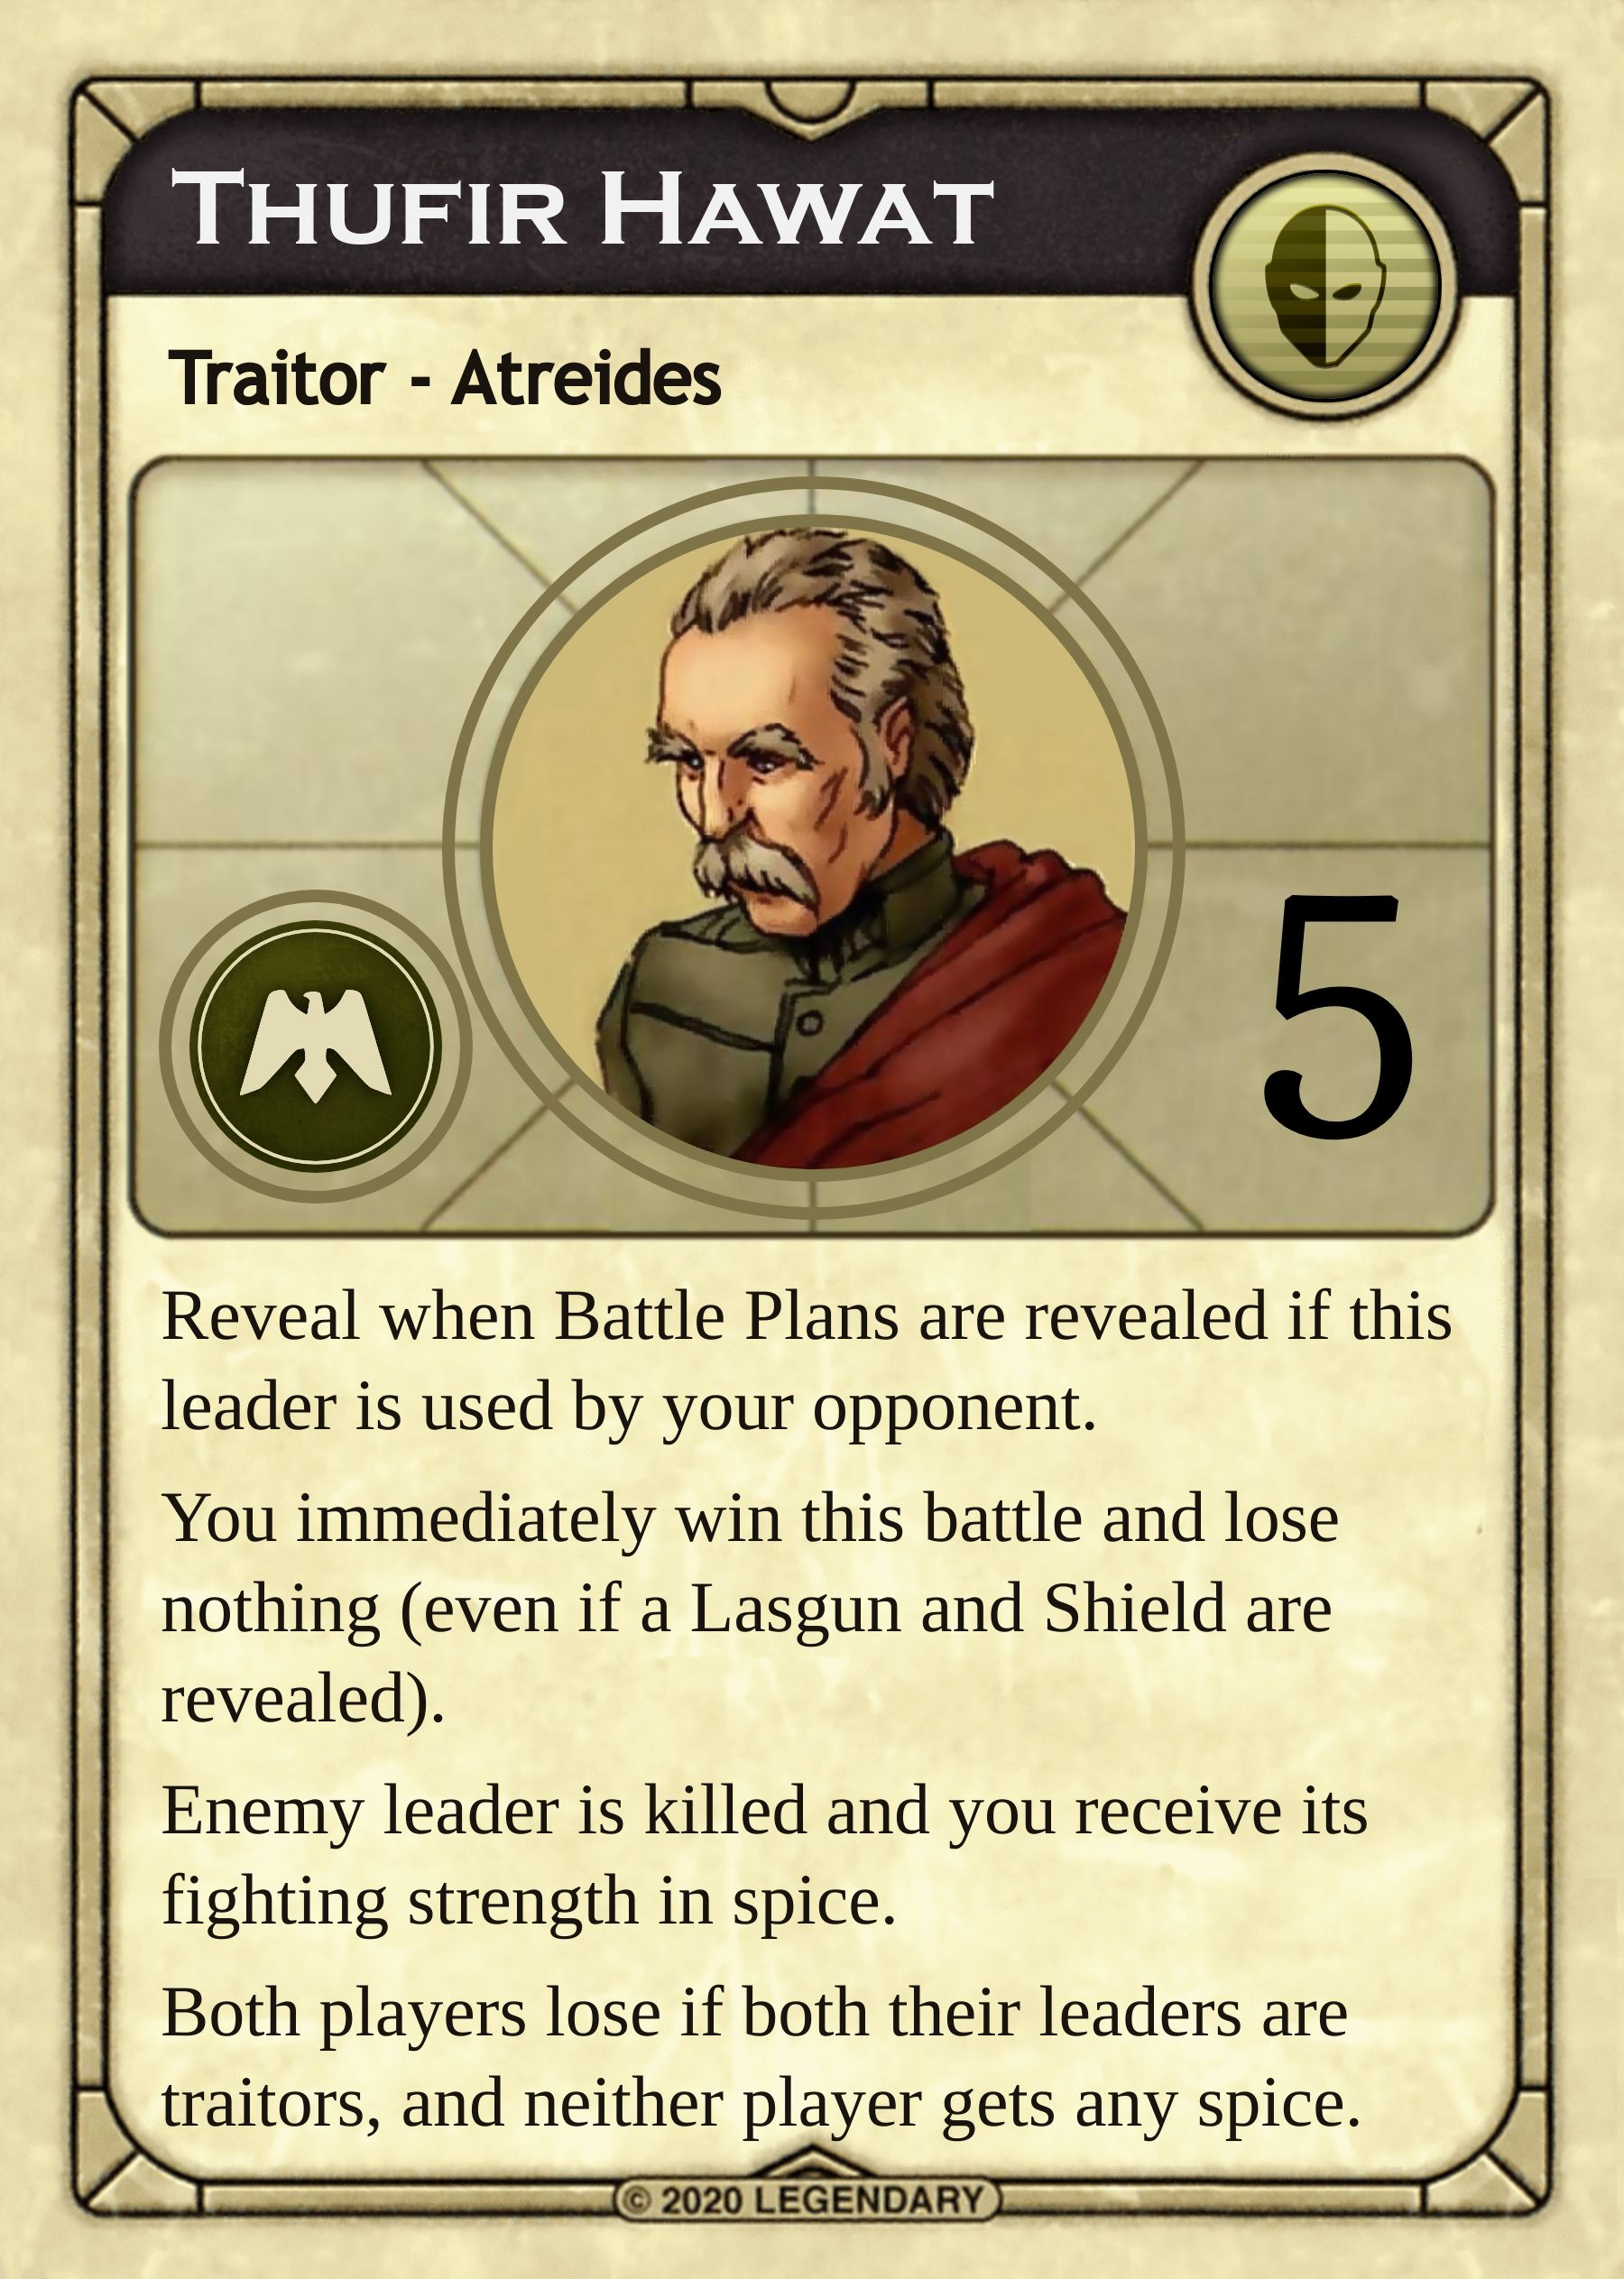 Thufir Hawat
Traitor - Atreides
5
Reveal when Battle Plans are revealed if this
leader is used by your opponent.
You immediately win this battle and lose
nothing (even if a Lasgun and Shield are
revealed).
Enemy leader is killed and you receive its
fighting strength in spice.
Both players lose if both their leaders are
traitors, and neither player gets any spice.
© 2020 LEGENDARY